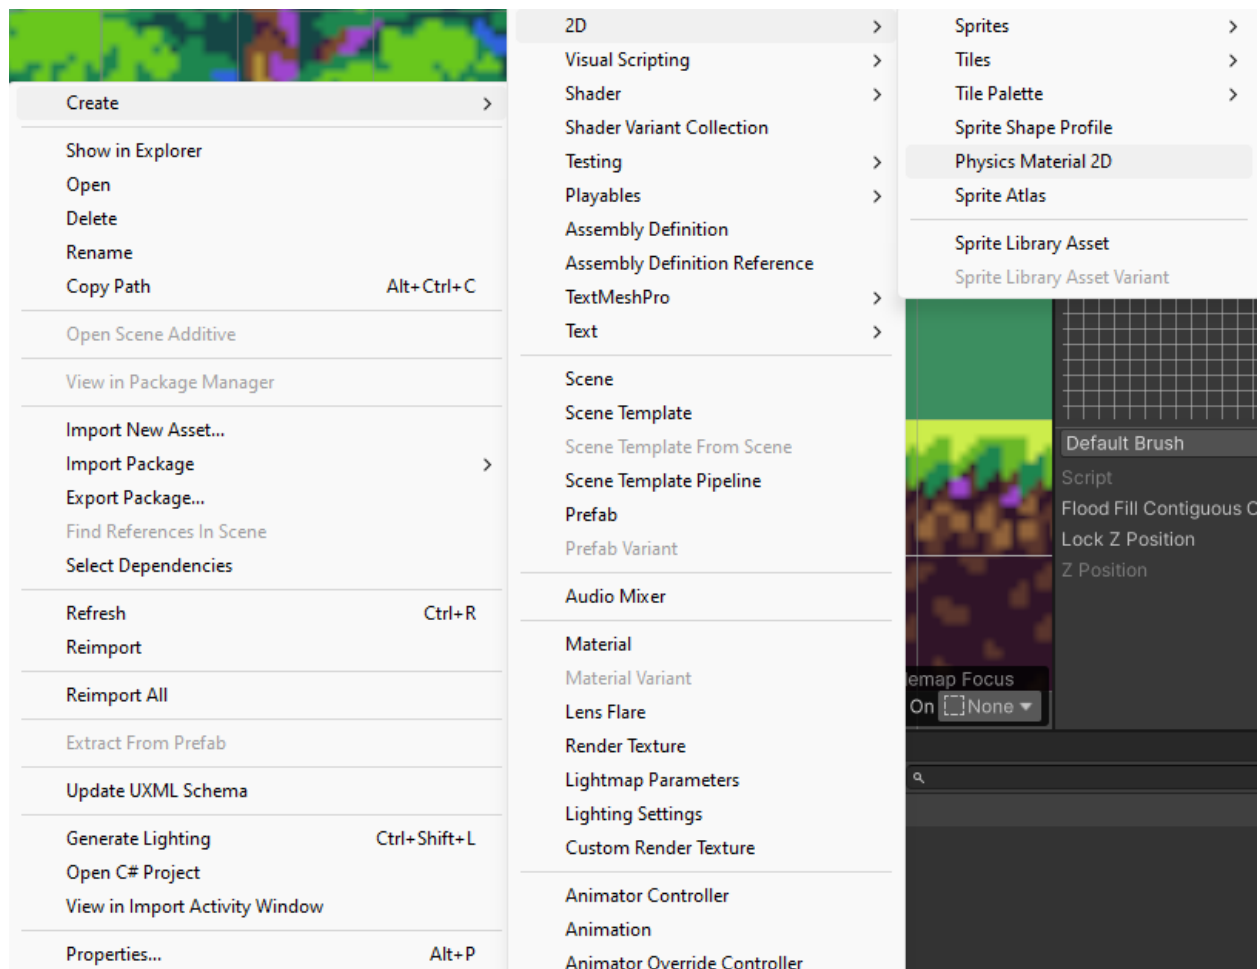 Create
Show in Explorer
Open
Delete
Rename
Copy Path Alt+Ctrl+C
Open Scene Additive
View in Package Manager
Import New Asset...
Import Package
Export Package...
Find References In Scene
Select Dependencies
Refresh Ctrl+R
Reimport
Reimport All
Extract From Prefab
Update UXML Schema
Generate Lighting Ctrl+Shift+L
Open C# Project
View in Import Activity Window
Properties... Alt+P
2D
Visual Scripting
Shader
Shader Variant Collection
Testing
Playables
Assembly Definition
Assembly Definition Reference
TextMeshPro
Text
Scene
Scene Template
Scene Template From Scene
Scene Template Pipeline
Prefab
Prefab Variant
Audio Mixer
Material
Material Variant
Lens Flare
Render Texture
Lightmap Parameters
Lighting Settings
Custom Render Texture
Animator Controller
Animation
Animator Override Controller
Sprites
Tiles
Tile Palette
Sprite Shape Profile
Physics Material 2D
Sprite Atlas
Sprite Library Asset
Sprite Library Asset Variant
Default Brush
Script
Flood Fill Contiguous
Lock Z Position
Z Position
Focus
On None